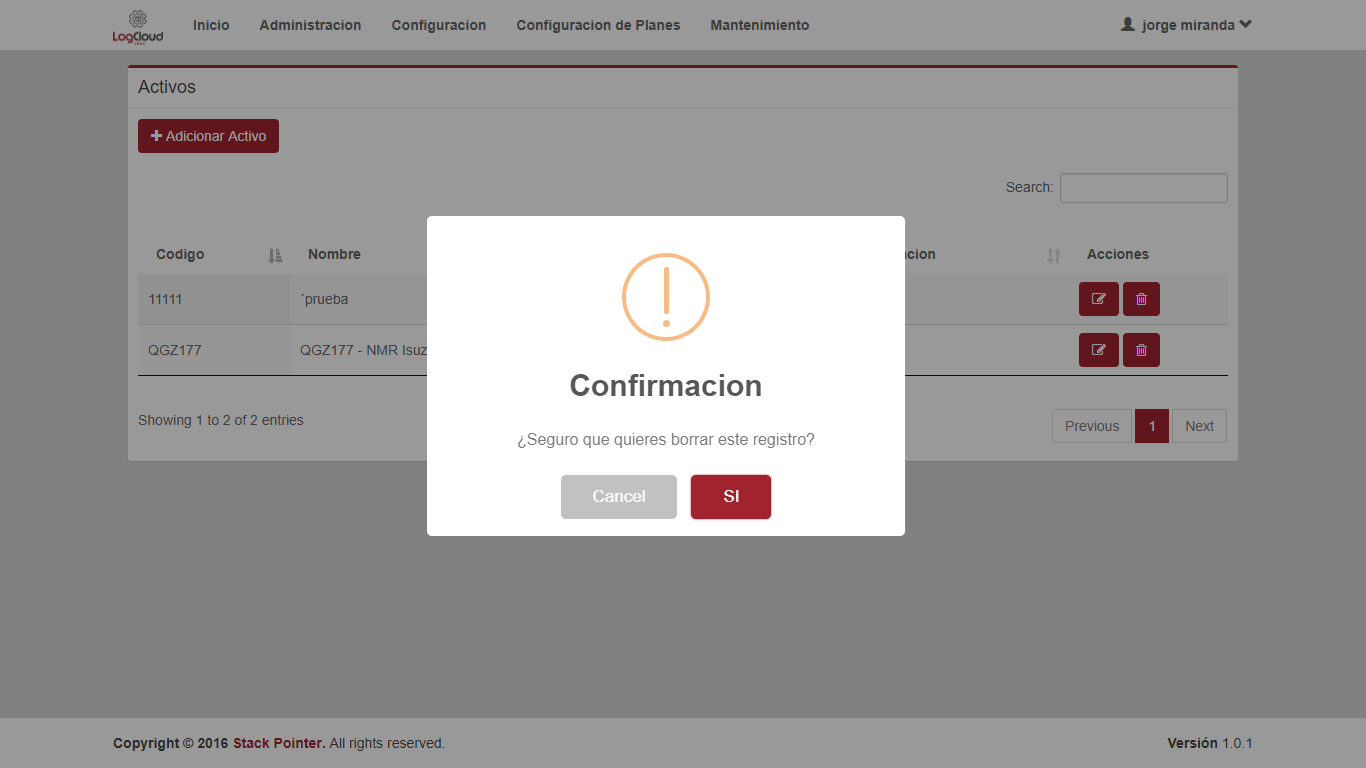 LogCloud
Inicio Administracion Configuracion Configuracion de Planes Mantenimiento jorge miranda
Activos
Adicionar Activo
Search:
Codigo Nombre Acciones
11111 ´prueba
QGZ177 QGZ177 - NMR
Showing 1 to 2 of 2 entries
Previous 1 Next
Confirmacion
¿Seguro que quieres borrar este registro?
Cancel SI
Copyright © 2016 Stack Pointer. All rights reserved. Versión 1.0.1